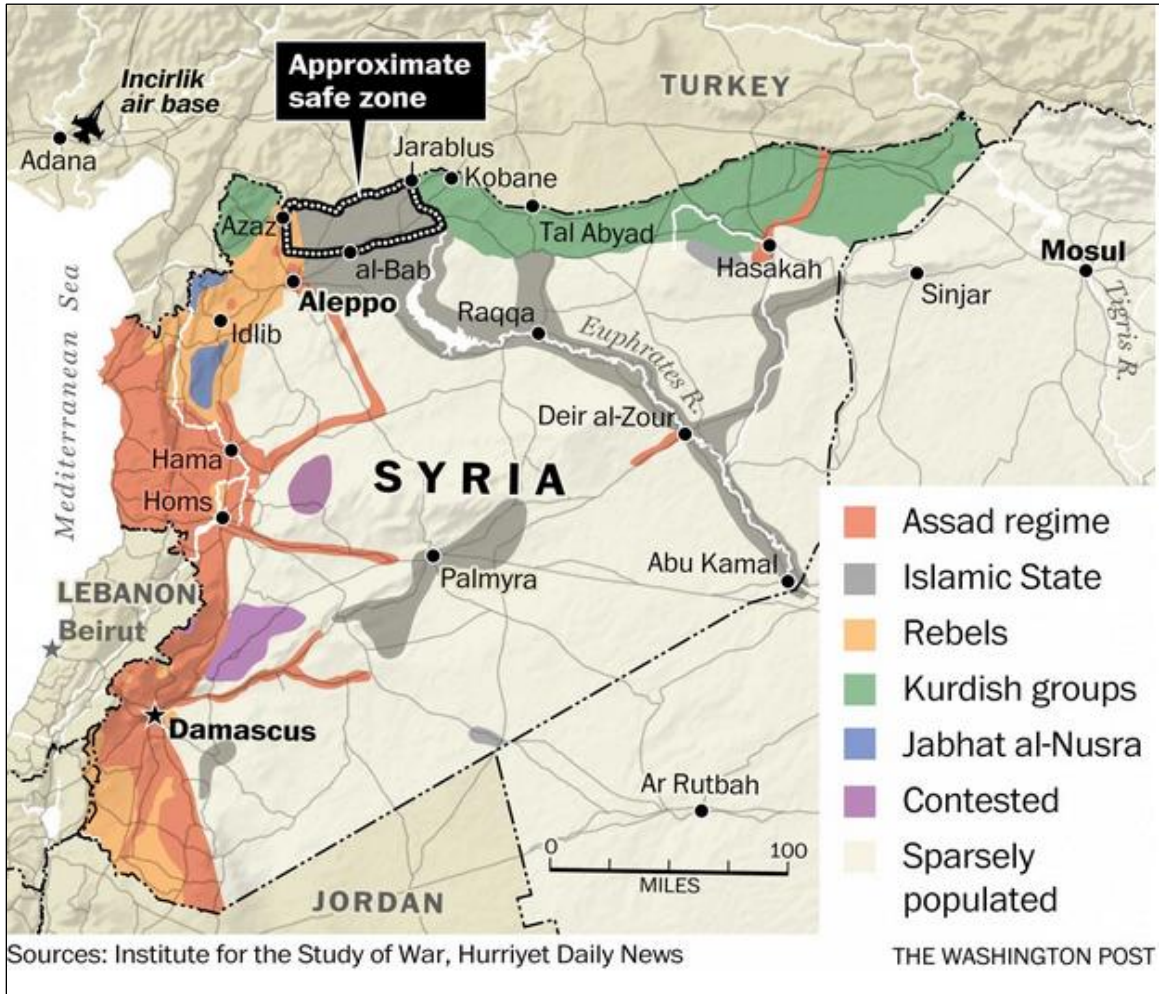 Approximate
safe zone
TURKEY
Incirlik
air base
Adana
Jarablus
Kobane
Azaz
Tal Abyad
al-Bab
Hasakah
Mosul
Sinjar
Aleppo
Tigris R.
Mediterranean Sea
Idlib
Raqqa
Euphrates R.
Deir al-Zour
Hama
SYRIA
Homs
Palmyra
Abu Kamal
LEBANON
Beirut
Damascus
Ar Rutbah
0
100
MILES
JORDAN
Assad regime
Islamic State
Rebels
Kurdish groups
Jabhat al-Nusra
Contested
Sparsely
populated
Sources: Institute for the Study of War, Hurriyet Daily News
THE WASHINGTON POST